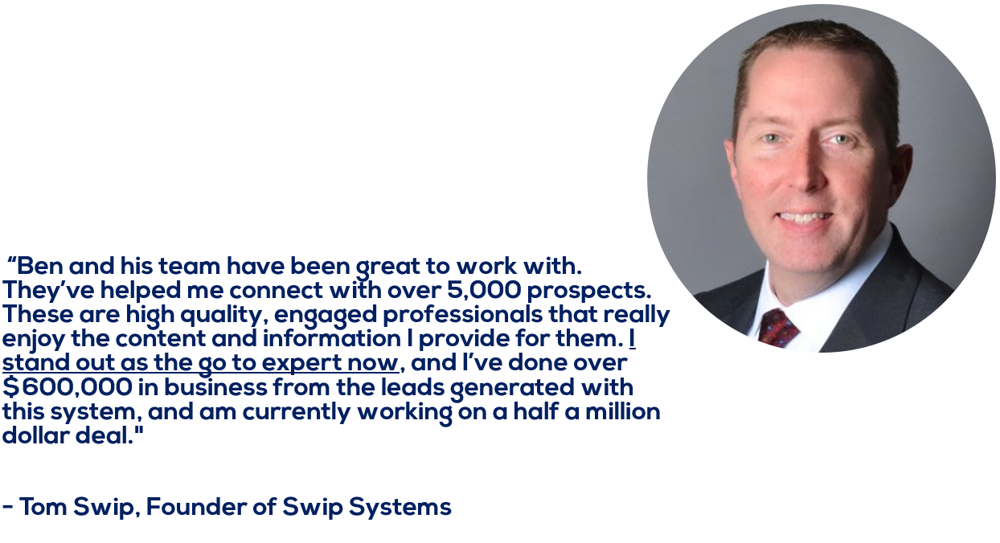 “Ben and his team have been great to work with.
They’ve helped me connect with over 5,000 prospects.
These are high quality, engaged professionals that really
enjoy the content and information I provide for them. I
stand out as the go to expert now, and I’ve done over
$600,000 in business from the leads generated with
this system, and am currently working on a half a million
dollar deal."
- Tom Swip, Founder of Swip Systems